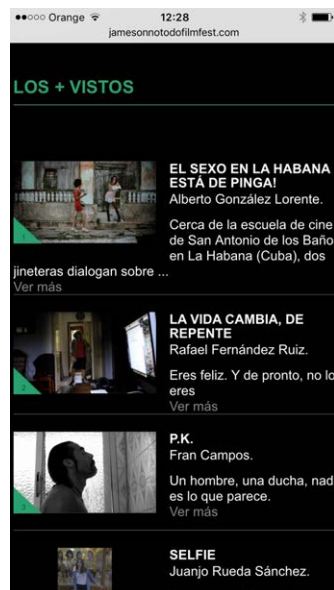 Orange 12:28
jamesonnotodofilmfest.com
LOS + VISTOS
EL SEXO EN LA HABANA
ESTÁ DE PINGA!
Alberto González Lorente.
Cerca de la escuela de cine
de San Antonio de los Baño
en La Habana (Cuba), dos
jineteras dialogan sobre ...
Ver más
1
LA VIDA CAMBIA, DE
REPENTE
Rafael Fernández Ruiz.
Eres feliz. Y de pronto, no lo
eres
Ver más
2
P.K.
Fran Campos.
Un hombre, una ducha, nad
es lo que parece.
Ver más
3
SELFIE
Juanjo Rueda Sánchez.